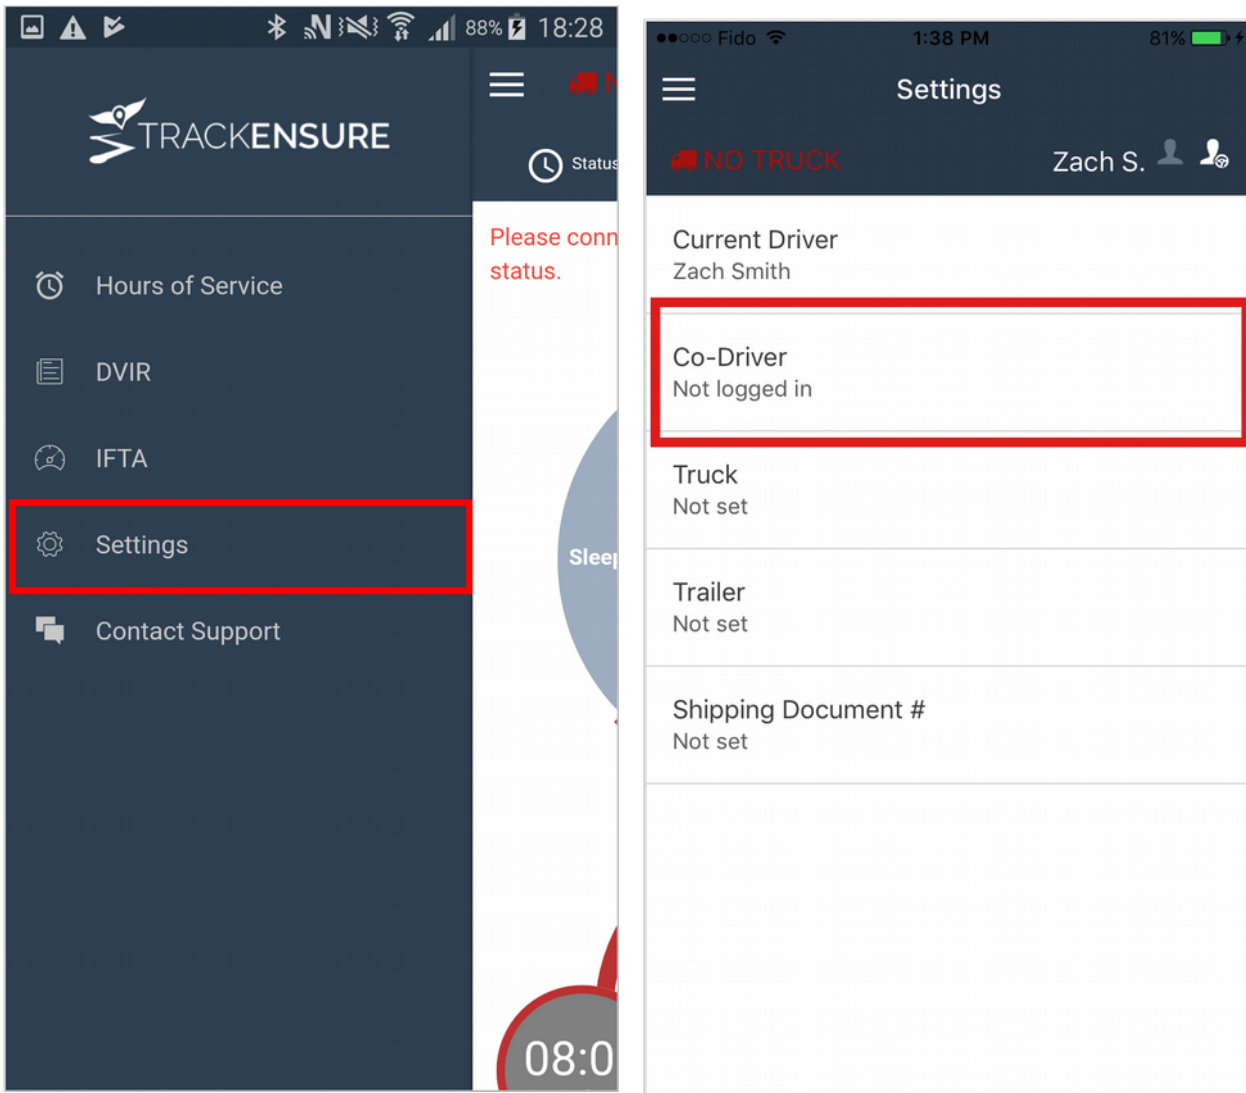 88% 18:28
TRACKENSURE
Status
Please conn
status.
Hours of Service
DVIR
IFTA
Settings
Contact Support
Sleep
08:0
Fido 1:38 PM 81%
Settings
NO TRUCK Zach S.
Current Driver
Zach Smith
Co-Driver
Not logged in
Truck
Not set
Trailer
Not set
Shipping Document #
Not set